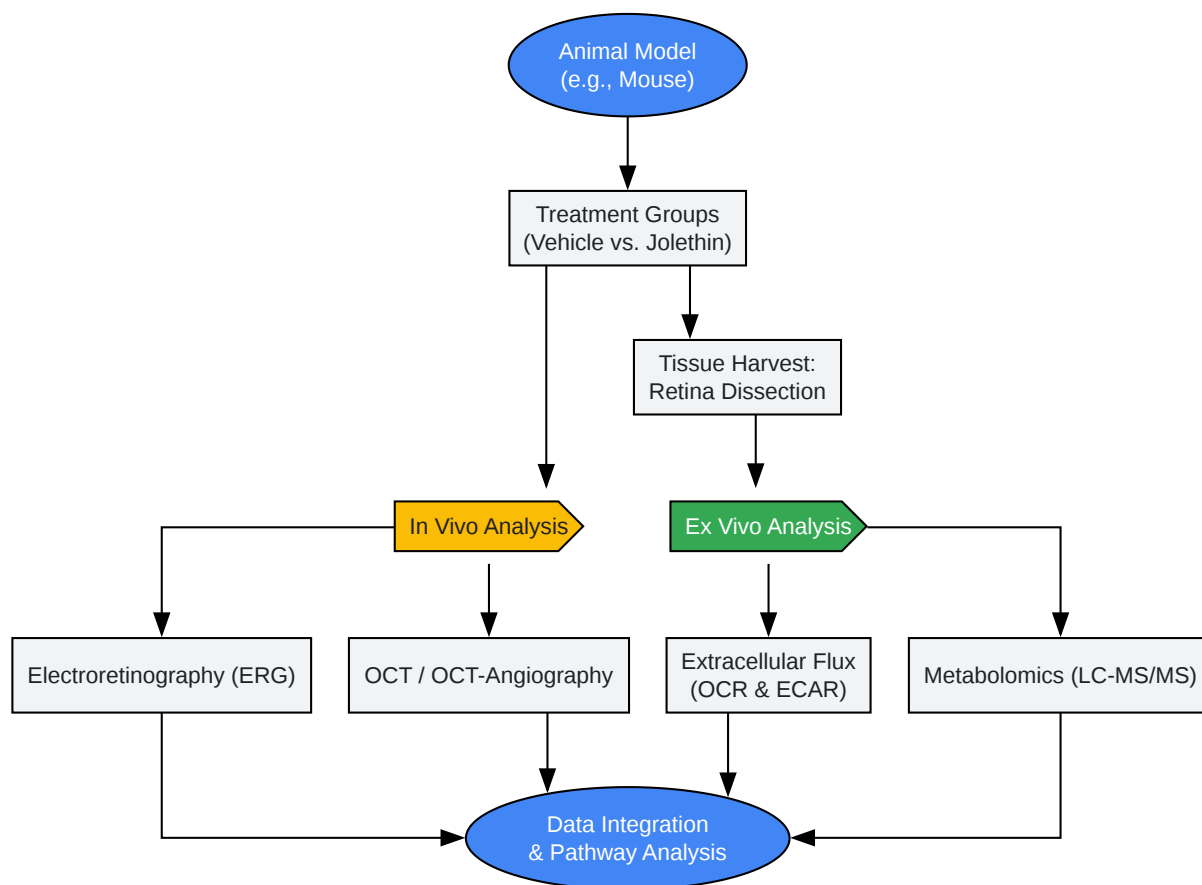 Animal Model
(e.g., Mouse)
Treatment Groups
(Vehicle vs. Jolethin)
Tissue Harvest:
Retina Dissection
In Vivo Analysis
Ex Vivo Analysis
Electroretinography (ERG)
OCT / OCT-Angiography
Extracellular Flux
(OCR & ECAR)
Metabolomics (LC-MS/MS)
Data Integration
& Pathway Analysis